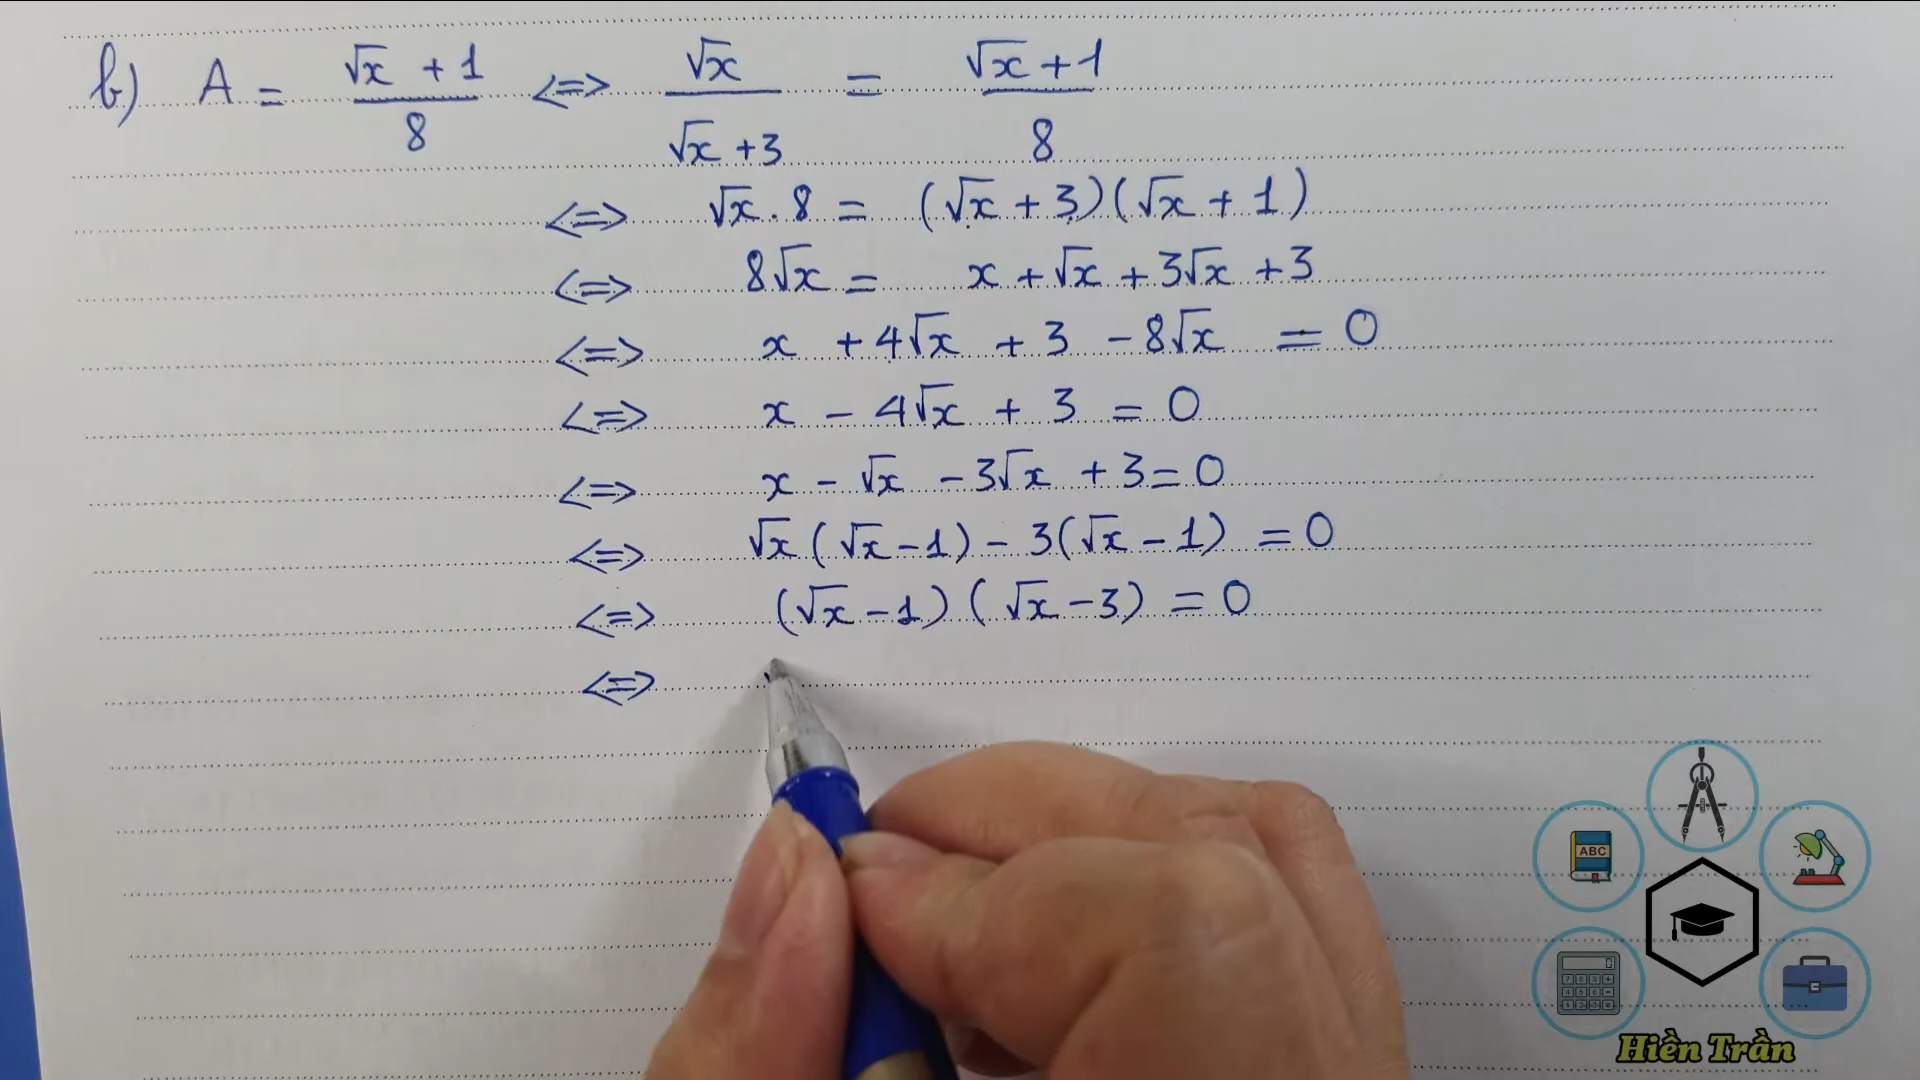 b) A = (√x + 1)/8 <=> √x/(√x + 3) = (√x + 1)/8
<=> √x . 8 = (√x + 3)(√x + 1)
<=> 8√x = x + √x + 3√x + 3
<=> x + 4√x + 3 - 8√x = 0
<=> x - 4√x + 3 = 0
<=> x - √x - 3√x + 3 = 0
<=> √x (√x - 1) - 3(√x - 1) = 0
<=> (√x - 1)(√x - 3) = 0
<=>
ABC
Hiền Trần